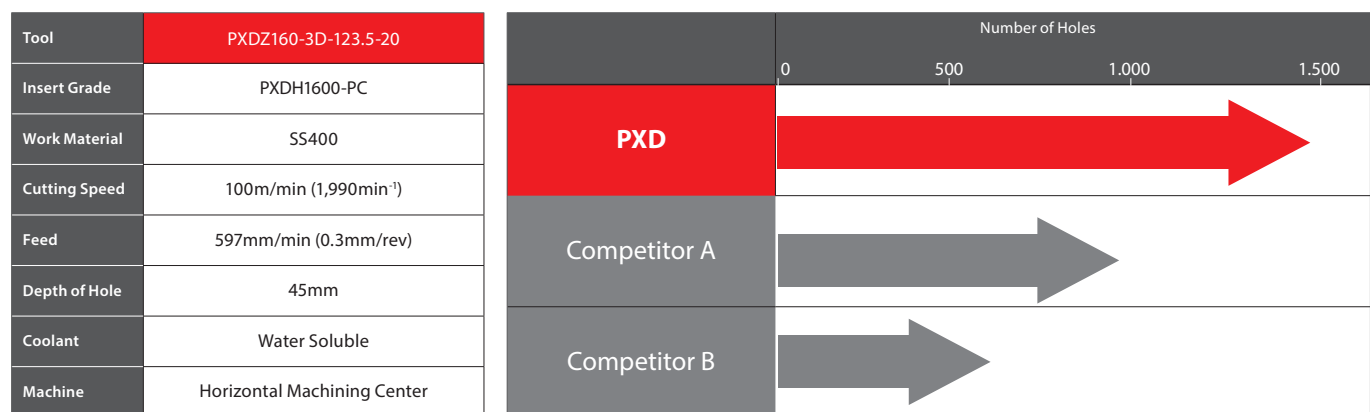 Tool PXDZ160-3D-123.5-20
Insert Grade PXDH1600-PC
Work Material SS400
Cutting Speed 100m/min (1,990min⁻¹)
Feed 597mm/min (0.3mm/rev)
Depth of Hole 45mm
Coolant Water Soluble
Machine Horizontal Machining Center
Number of Holes
0 500 1.000 1.500
PXD
Competitor A
Competitor B